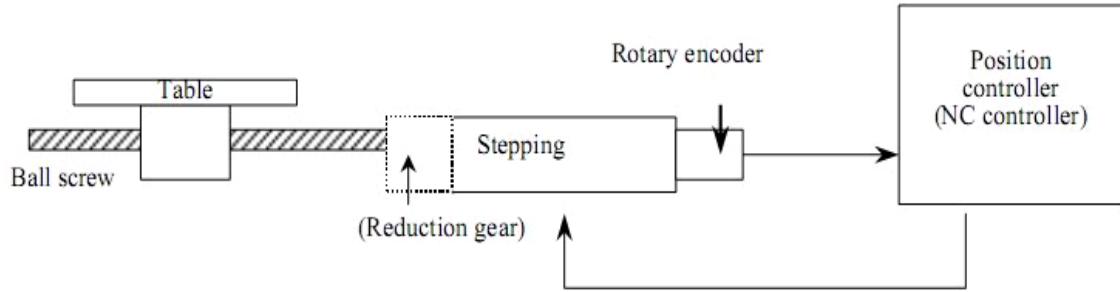 Rotary encoder
Position
controller
(NC controller)
Table
Stepping
Ball screw
(Reduction gear)